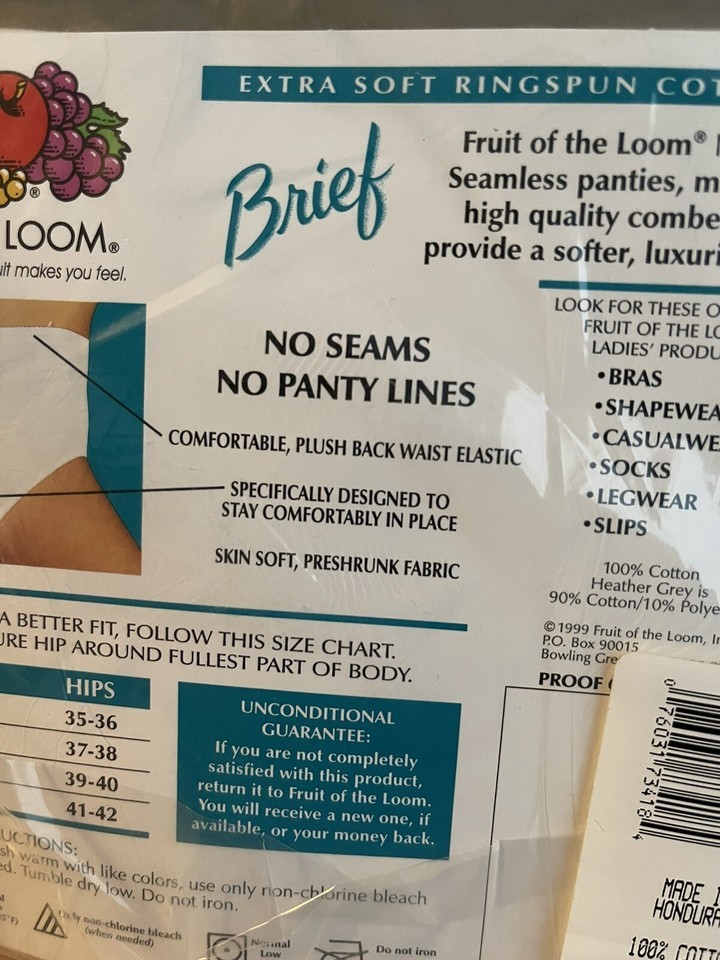 EXTRA SOFT RINGSPUN COT
Brief
Fruit of the Loom®
Seamless panties, m
high quality combe
provide a softer, luxuri
®
LOOM®
ult makes you feel.
NO SEAMS
NO PANTY LINES
COMFORTABLE, PLUSH BACK WAIST ELASTIC
SPECIFICALLY DESIGNED TO
STAY COMFORTABLY IN PLACE
SKIN SOFT, PRESHRUNK FABRIC
LOOK FOR THESE O
FRUIT OF THE LO
LADIES' PRODU
•BRAS
•SHAPEWEA
•CASUALWE
•SOCKS
•LEGWEAR
•SLIPS
100% Cotton
Heather Grey is
90% Cotton/10% Polye
©1999 Fruit of the Loom, In
P.O. Box 90015
Bowling Gre
PROOF
A BETTER FIT, FOLLOW THIS SIZE CHART.
URE HIP AROUND FULLEST PART OF BODY.
HIPS
35-36
37-38
39-40
41-42
UNCONDITIONAL
GUARANTEE:
If you are not completely
satisfied with this product,
return it to Fruit of the Loom.
You will receive a new one, if
available, or your money back.
UCTIONS:
sh warm with like colors, use only non-chlorine bleach
ed. Tumble dry low. Do not iron.
Only non-chlorine bleach
(when needed)
Normal
Low
Do not iron
0 76031 73418 4
MADE I
HONDURA
100% COTT